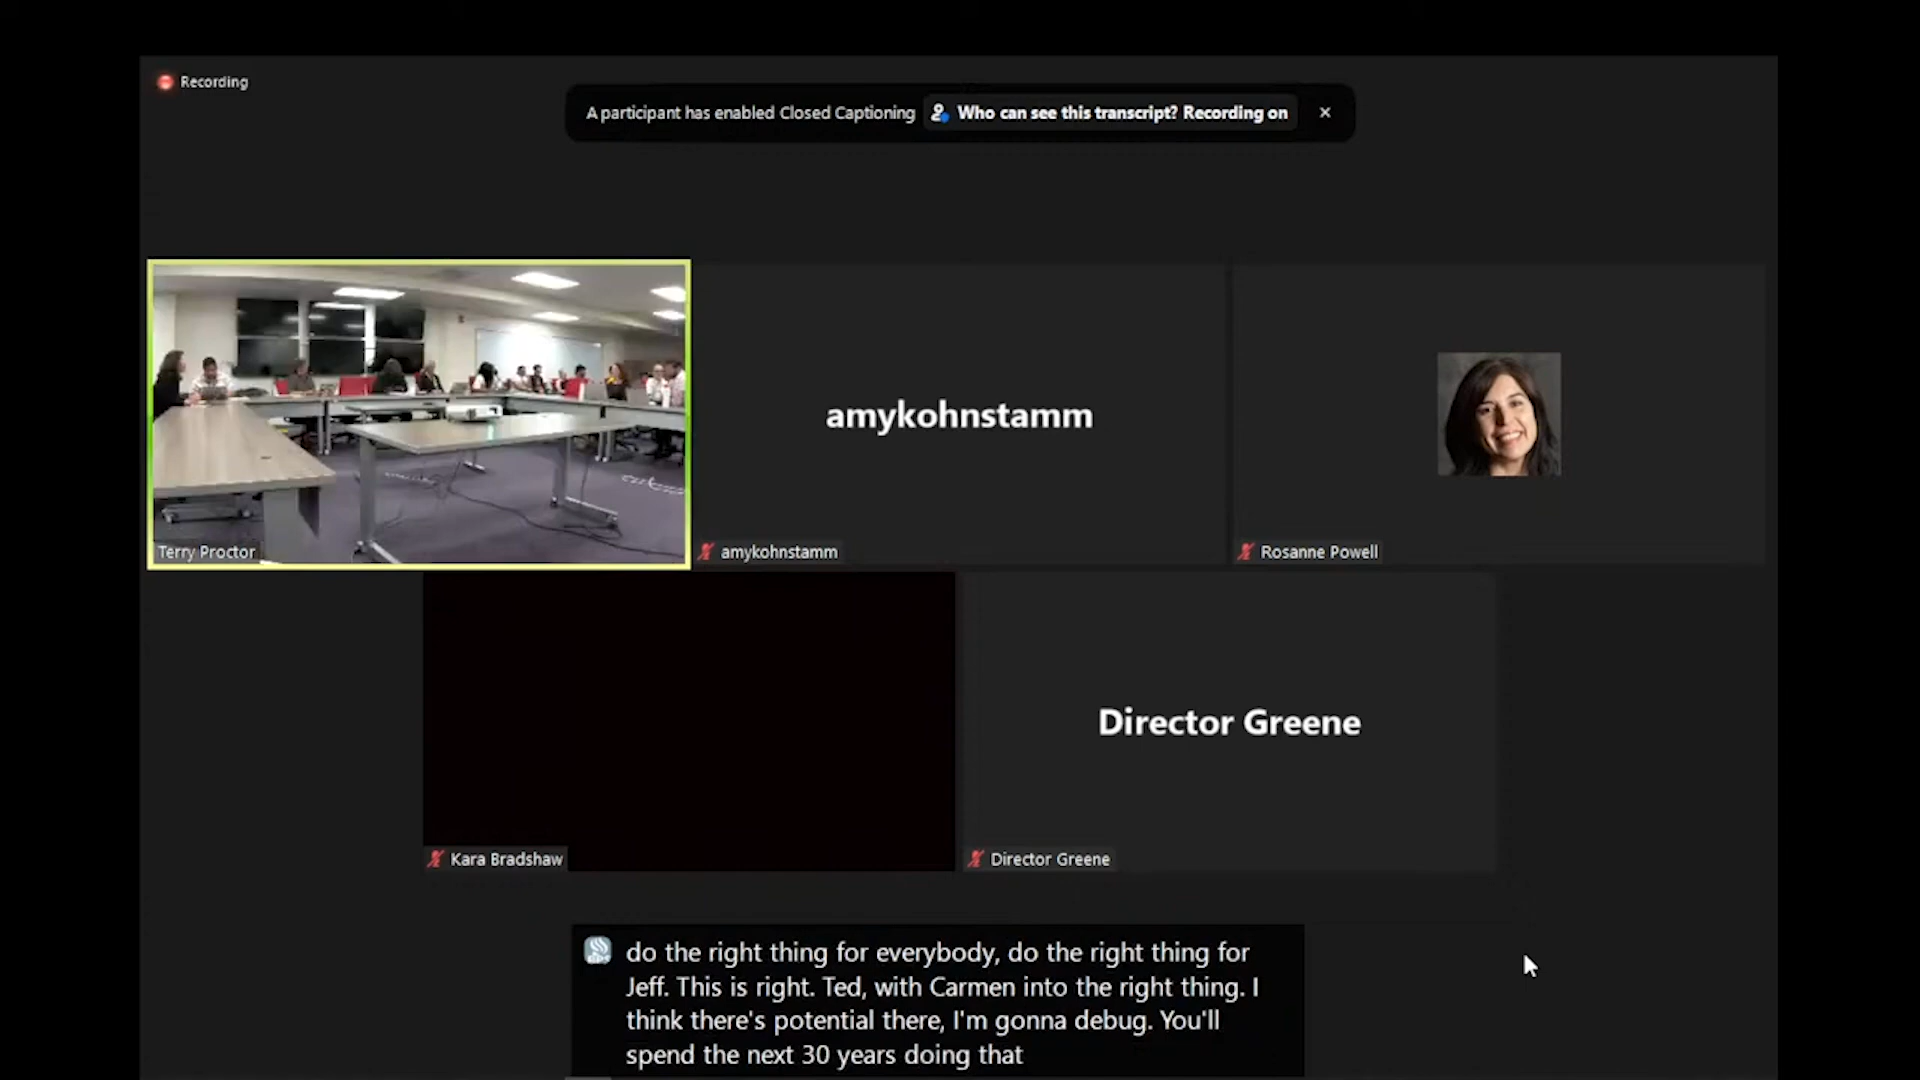 Recording
A participant has enabled Closed Captioning Who can see this transcript? Recording on
amykohnstamm
Terry Proctor
amykohnstamm
Rosanne Powell
Director Greene
Kara Bradshaw
Director Greene
do the right thing for everybody, do the right thing for
Jeff. This is right. Ted, with Carmen into the right thing. I
think there's potential there, I'm gonna debug. You'll
spend the next 30 years doing that